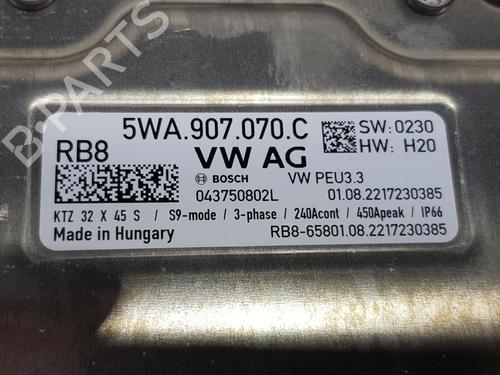 5WA.907.070.C
SW:0230
HW: H20
RB8
VW AG
BOSCH
VW PEU3.3
043750802L
01.08.2217230385
KTZ 32 X 45 S / S9-mode / 3-phase / 240Acont / 450Apeak / IP66
Made in Hungary
RB8-65801.08.2217230385
B-PARTS